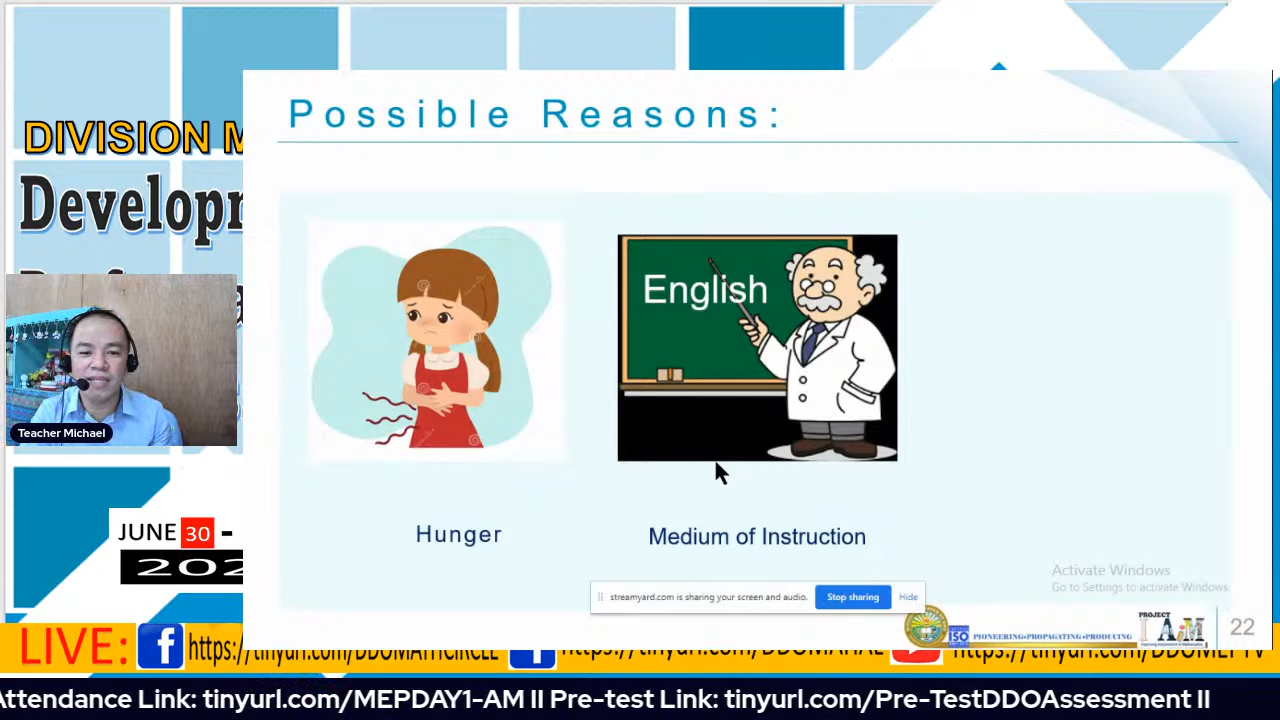 DIVISION M
Developm
Possible Reasons:
English
Teacher Michael
Hunger
Medium of Instruction
JUNE 30 -
202
Activate Windows
Go to Settings to activate Windows.
streamyard.com is sharing your screen and audio.
Stop sharing
Hide
ISO
PIONEERING•PROPAGATING•PRODUCING
PROJECT
I AiM
22
LIVE:
https://tinyurl.com/DDOMATHCIRCLE
Attendance Link: tinyurl.com/MEPDAY1-AM II Pre-test Link: tinyurl.com/Pre-TestDDOAssessment II